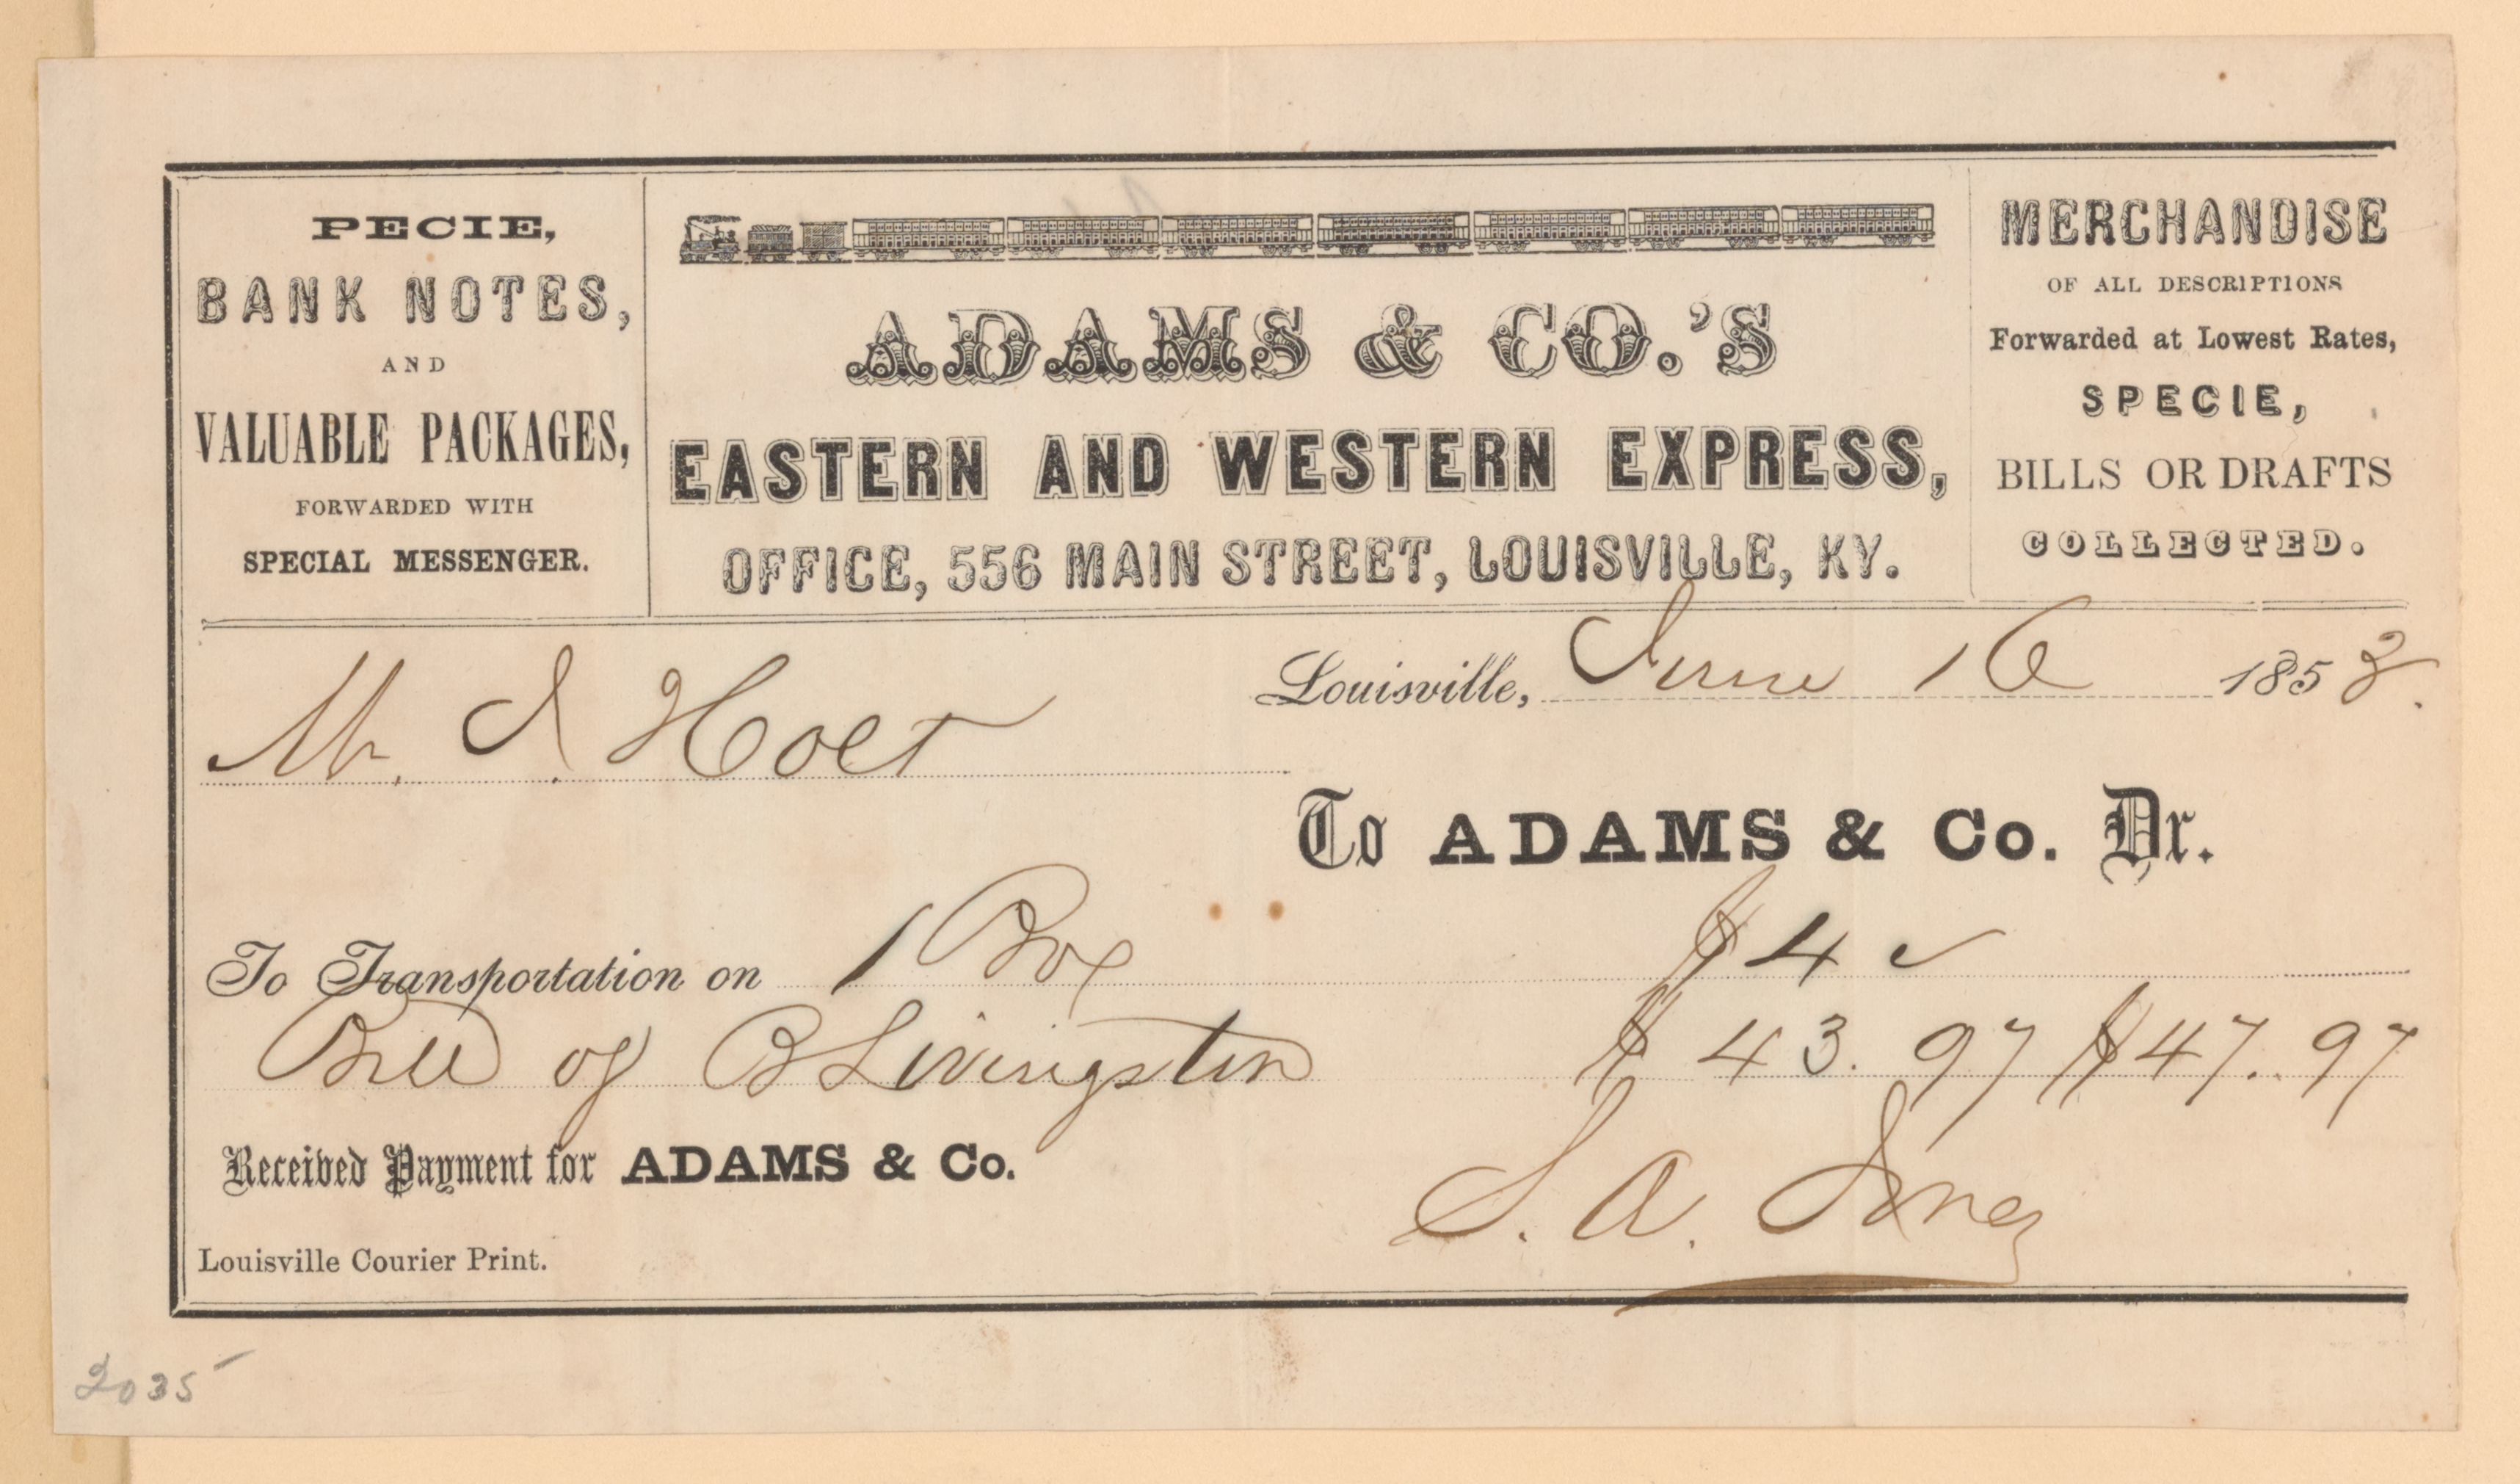 PECIE,
BANK NOTES,
AND
VALUABLE PACKAGES,
FORWARDED WITH
SPECIAL MESSENGER.
ADAMS & CO.'S
EASTERN AND WESTERN EXPRESS,
OFFICE, 556 MAIN STREET, LOUISVILLE, KY.
MERCHANDISE
OF ALL DESCRIPTIONS
Forwarded at Lowest Rates,
SPECIE,
BILLS OR DRAFTS
COLLECTED.
Louisville, June 16 185
Mr. J. Holt
To ADAMS & Co. Dr.
To Transportation on 1 Box $4
Bill of B Livingston $43.97 $47.97
Received Payment for ADAMS & Co.
S. A. Jones
Louisville Courier Print.
2035